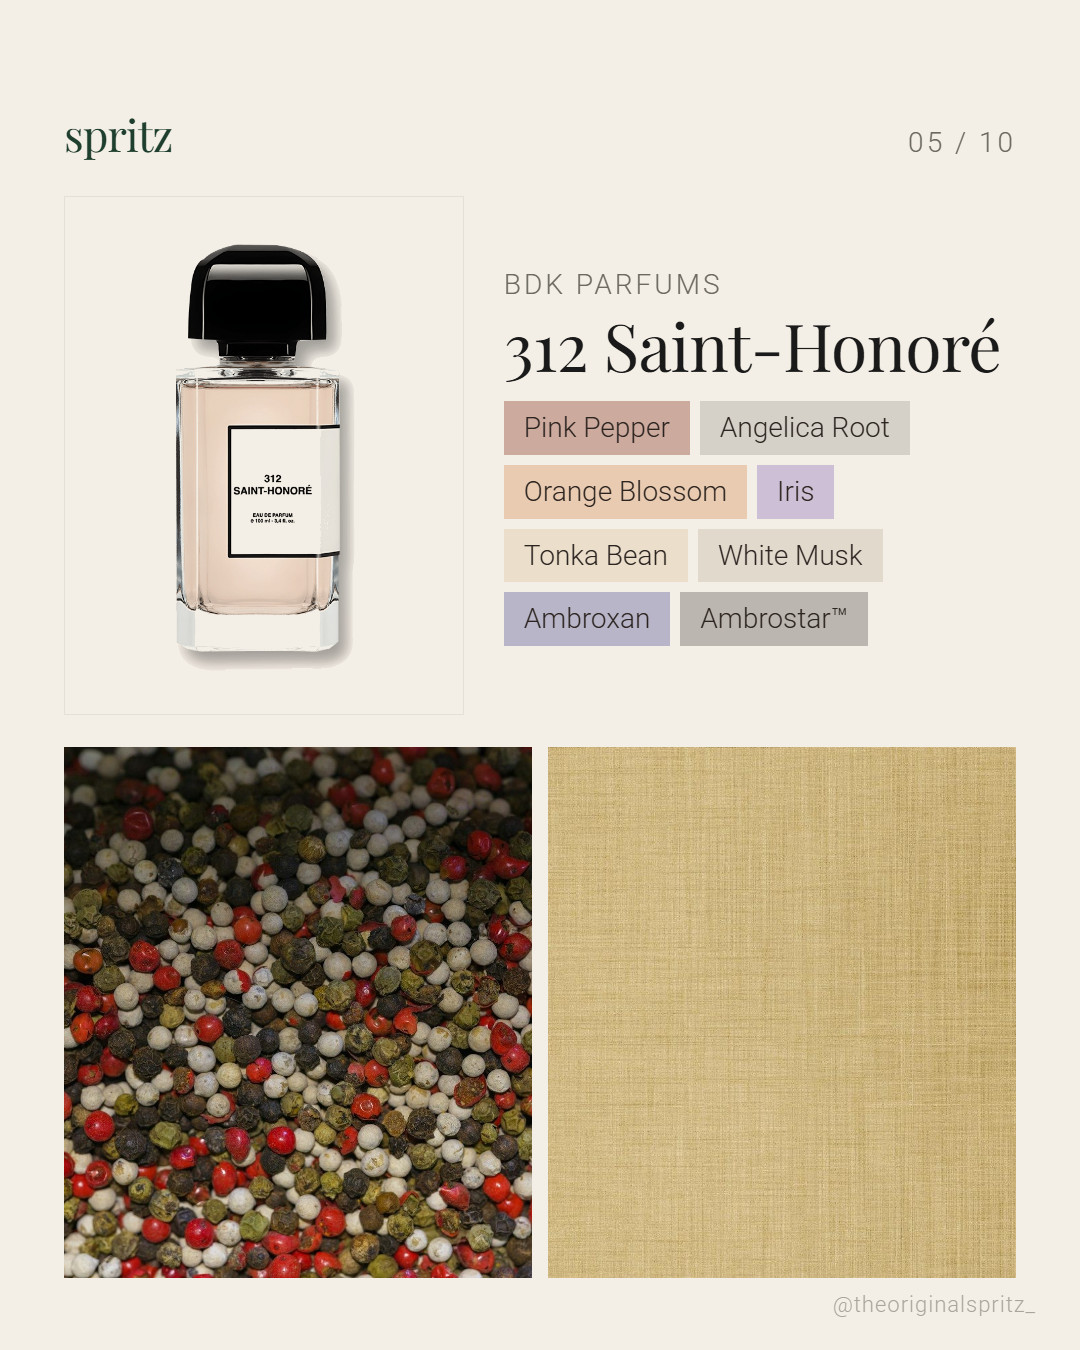 spritz
05 / 10
312
SAINT-HONORÉ
EAU DE PARFUM
BDK PARFUMS
312 Saint-Honoré
Pink Pepper
Angelica Root
Orange Blossom
Iris
Tonka Bean
White Musk
Ambroxan
Ambrostar™
@theoriginalspritz_